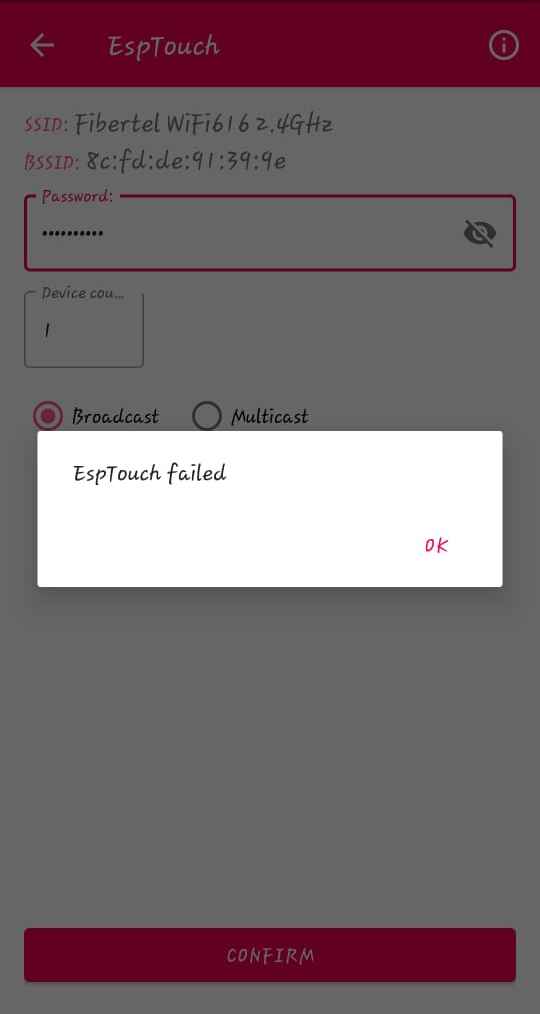 EspTouch
SSID: Fibertel WiFi616 2.4GHz
BSSID: 8c:fd:de:91:39:9e
Password:
••••••••••
Device cou...
1
Broadcast Multicast
EspTouch failed
OK
CONFIRM